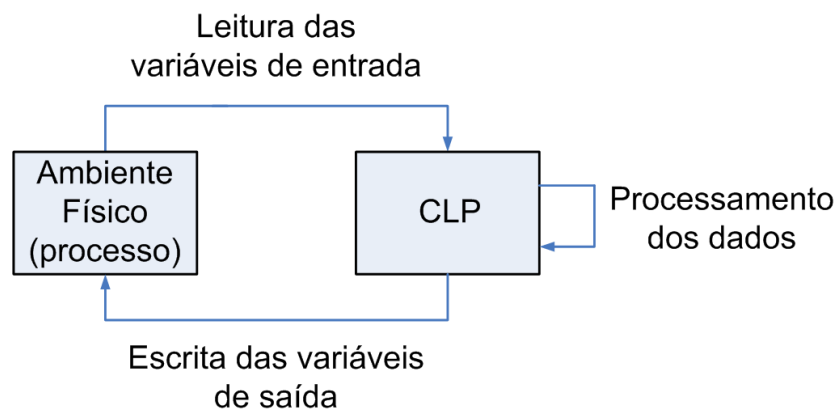 Leitura das
variáveis de entrada
Ambiente
Físico
(processo)
CLP
Processamento
dos dados
Escrita das variáveis
de saída